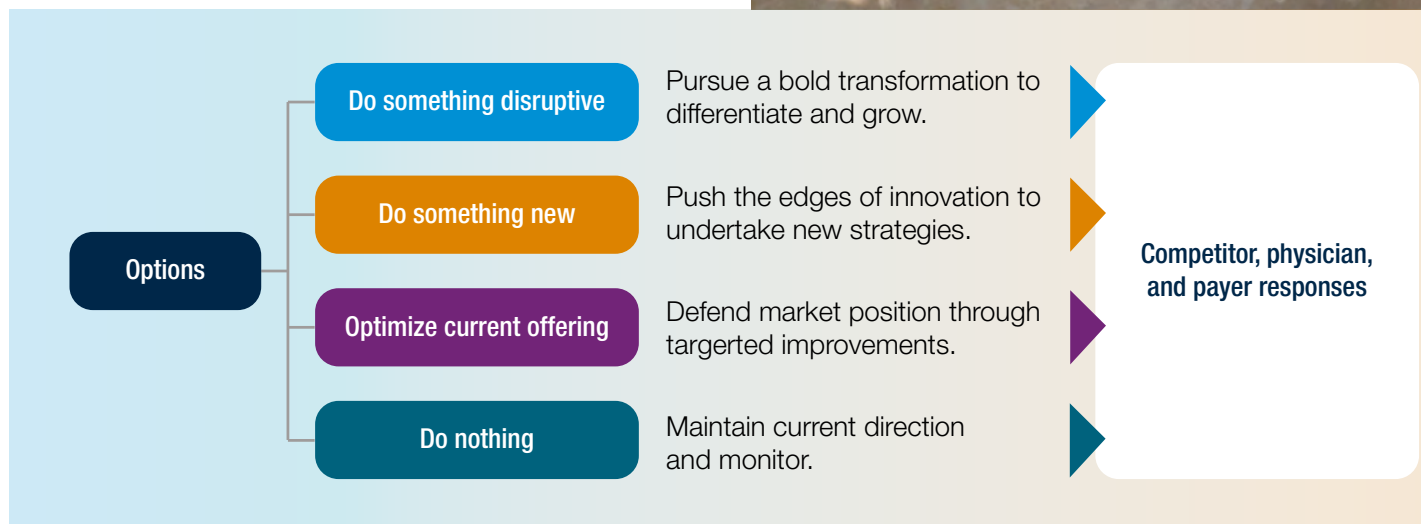 Options
Do something disruptive
Pursue a bold transformation to
differentiate and grow.
Do something new
Push the edges of innovation to
undertake new strategies.
Optimize current offering
Defend market position through
targerted improvements.
Do nothing
Maintain current direction
and monitor.
Competitor, physician,
and payer responses